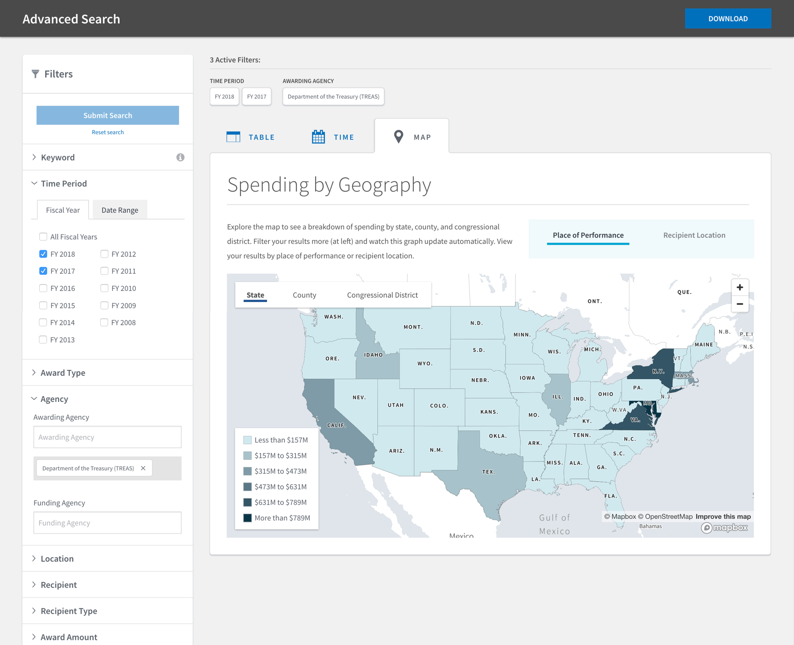 Advanced Search
DOWNLOAD
Filters
Submit Search
Reset search
Keyword
Time Period
Fiscal Year
Date Range
All Fiscal Years
FY 2018
FY 2012
FY 2017
FY 2011
FY 2016
FY 2010
FY 2015
FY 2009
FY 2014
FY 2008
FY 2013
Award Type
Agency
Awarding Agency
Awarding Agency
Department of the Treasury (TREAS)
Funding Agency
Funding Agency
Location
Recipient
Recipient Type
Award Amount
3 Active Filters:
TIME PERIOD
AWARDING AGENCY
FY 2018
FY 2017
Department of the Treasury (TREAS)
TABLE
TIME
MAP
Spending by Geography
Explore the map to see a breakdown of spending by state, county, and congressional
district. Filter your results more (at left) and watch this graph update automatically. View
your results by place of performance or recipient location.
Place of Performance
Recipient Location
State
County
Congressional District
ONT.
QUE.
WASH.
MONT.
N.D.
MINN.
N.B.
P.E.I
N.S
MAINE
ORE.
IDAHO
S.D.
WIS.
MICH.
VT
N.Y.
MASS.
WYO.
NEBR.
IOWA
ILL.
IND.
OHIO
PA.
N.J.
NEV.
UTAH
COLO.
KANS.
MO.
KY.
W.VA.
VA.
CALIF.
ARIZ.
N.M.
OKLA.
ARK.
TENN.
N.C.
S.C.
TEX
MISS.
ALA.
GA.
LA.
FLA.
Less than $157M
$157M to $315M
$315M to $473M
$473M to $631M
$631M to $789M
More than $789M
Gulf of
Mexico
Mexico
© Mapbox © OpenStreetMap Improve this map
Bahamas
mapbox